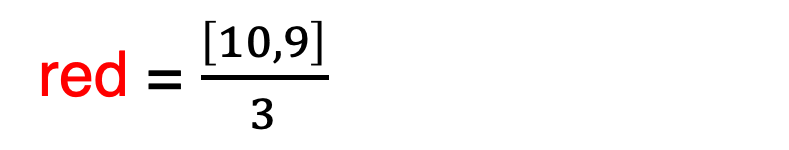 red = [10,9]/3